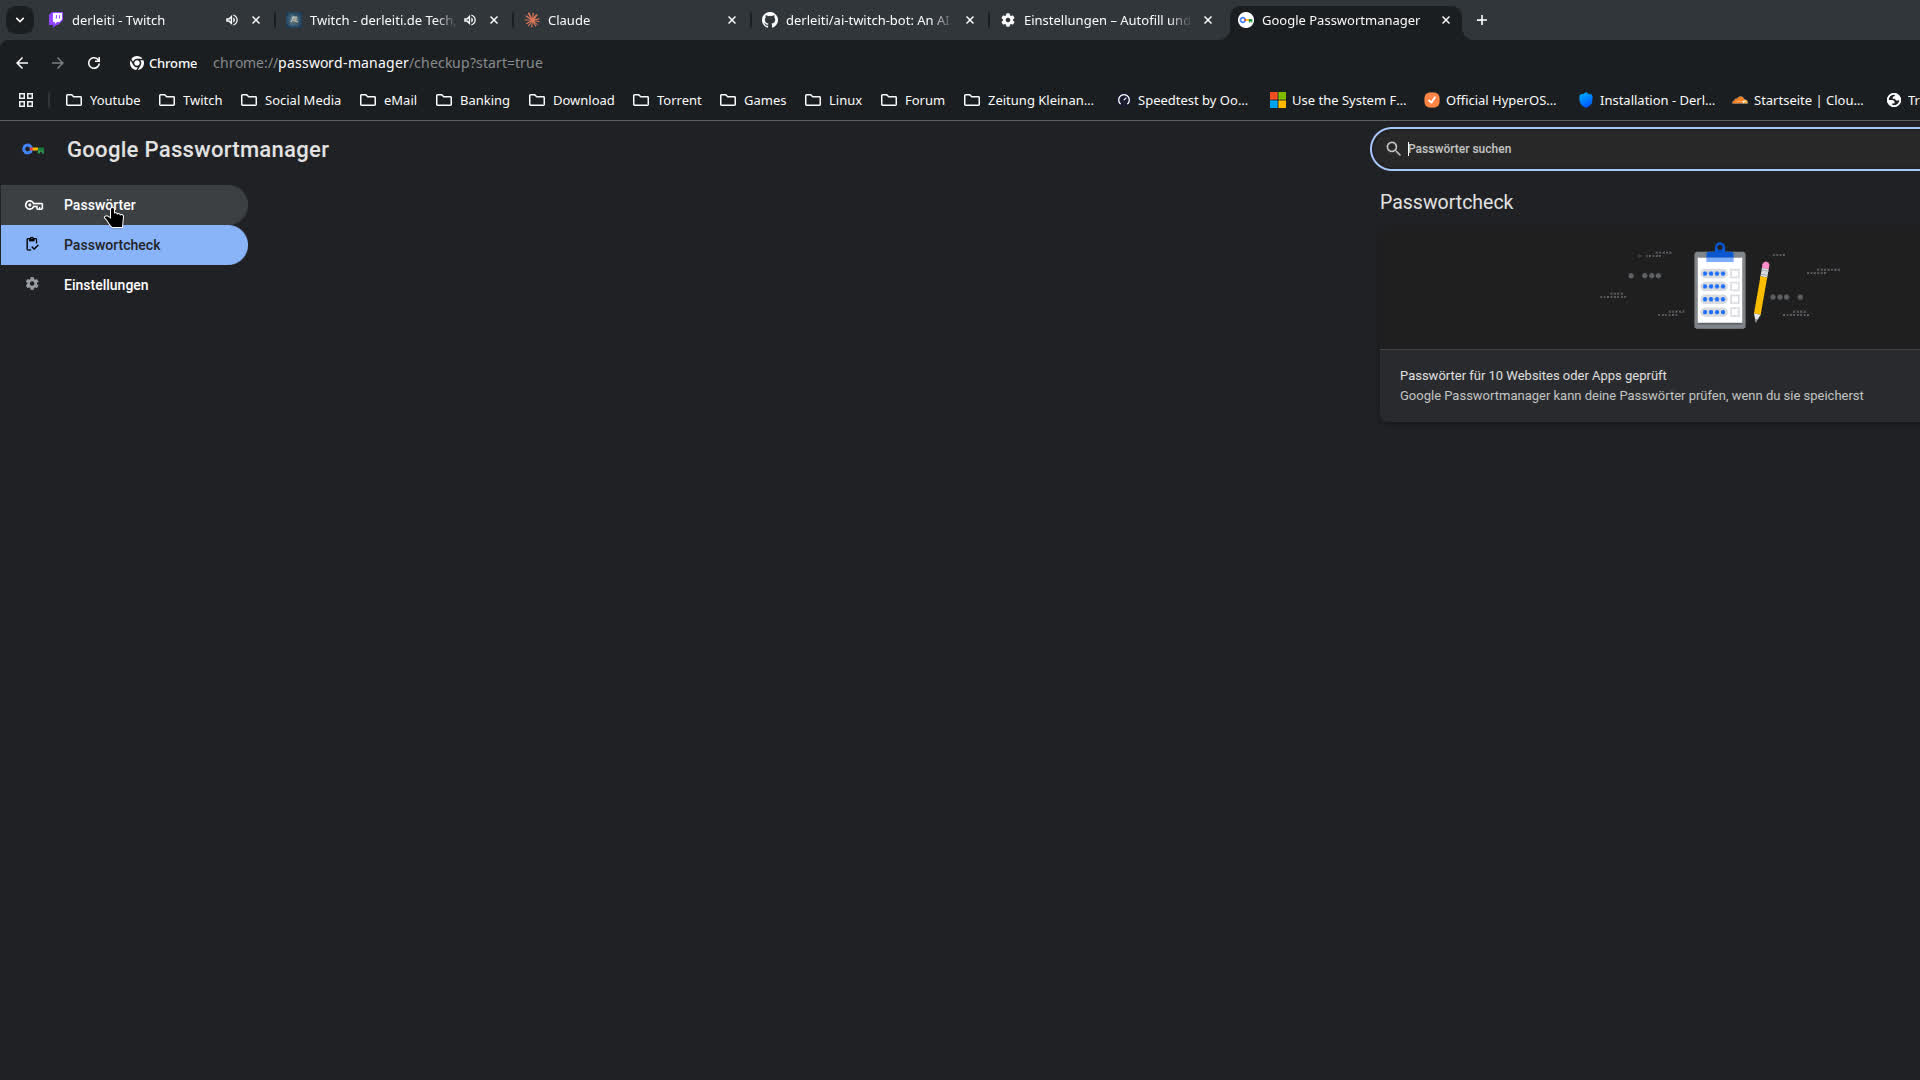 derleiti - Twitch
Twitch - derleiti.de Tech
Claude
derleiti/ai-twitch-bot: An AI
Einstellungen – Autofill und
Google Passwortmanager
Chrome
chrome://password-manager/checkup?start=true
Youtube
Twitch
Social Media
eMail
Banking
Download
Torrent
Games
Linux
Forum
Zeitung Kleinan...
Speedtest by Oo...
Use the System F...
Official HyperOS...
Installation - Derl...
Startseite | Clou...
Tr
Google Passwortmanager
Passwörter suchen
Passwörter
Passwortcheck
Einstellungen
Passwortcheck
Passwörter für 10 Websites oder Apps geprüft
Google Passwortmanager kann deine Passwörter prüfen, wenn du sie speicherst